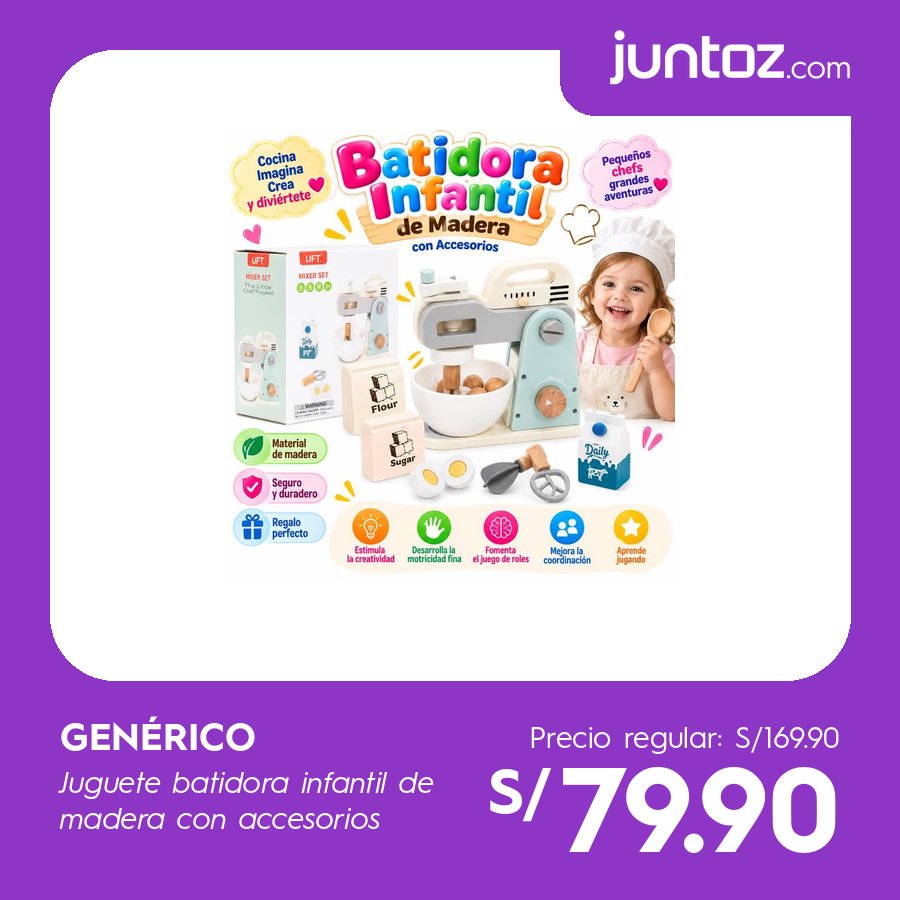 juntoz.com
Cocina
Imagina
Crea
y diviértete
Batidora
Infantil
de Madera
con Accesorios
Pequeños
chefs
grandes
aventuras
UFT
MIXER SET
The Little
Chef Playset
UFT
MIXER SET
Daily
WARNING:
Flour
Sugar
Daily
Material
de madera
Seguro
y duradero
Regalo
perfecto
Estimula
la creatividad
Desarrolla la
motricidad fina
Fomenta
el juego de roles
Mejora la
coordinación
Aprende
jugando
GENÉRICO
Juguete batidora infantil de
madera con accesorios
Precio regular: S/169.90
S/79.90